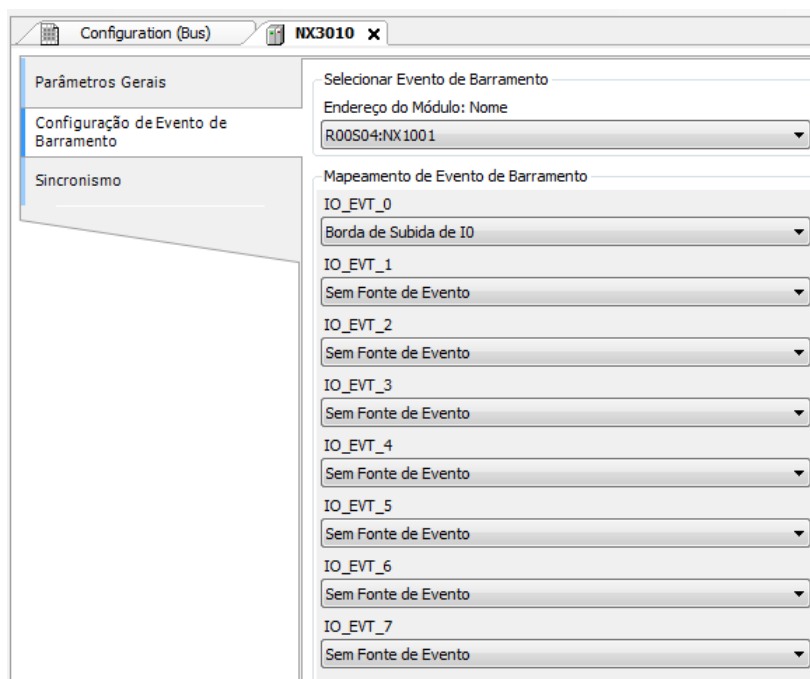 Configuration (Bus)
NX3010
Parâmetros Gerais
Configuração de Evento de
Barramento
Sincronismo
Selecionar Evento de Barramento
Endereço do Módulo: Nome
R00S04:NX1001
Mapeamento de Evento de Barramento
IO_EVT_0
Borda de Subida de I0
IO_EVT_1
Sem Fonte de Evento
IO_EVT_2
Sem Fonte de Evento
IO_EVT_3
Sem Fonte de Evento
IO_EVT_4
Sem Fonte de Evento
IO_EVT_5
Sem Fonte de Evento
IO_EVT_6
Sem Fonte de Evento
IO_EVT_7
Sem Fonte de Evento